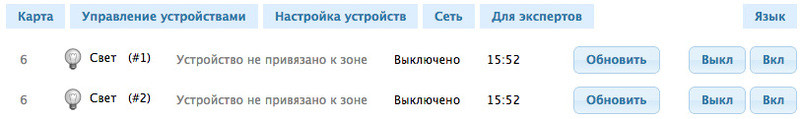 Карта Управление устройствами Настройка устройств Сеть Для экспертов Язык
6 Свет (#1) Устройство не привязано к зоне Выключено 15:52 Обновить Выкл Вкл
6 Свет (#2) Устройство не привязано к зоне Выключено 15:52 Обновить Выкл Вкл